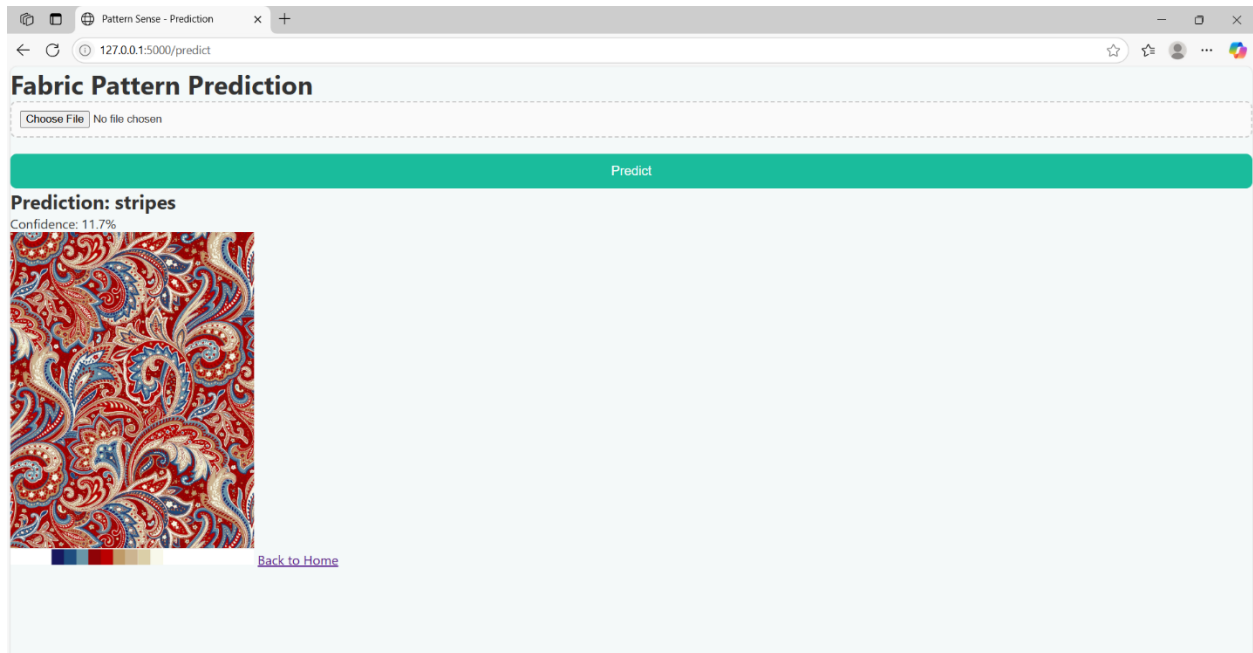 Pattern Sense - Prediction
127.0.0.1:5000/predict
Fabric Pattern Prediction
Choose File No file chosen
Predict
Prediction: stripes
Confidence: 11.7%
Back to Home